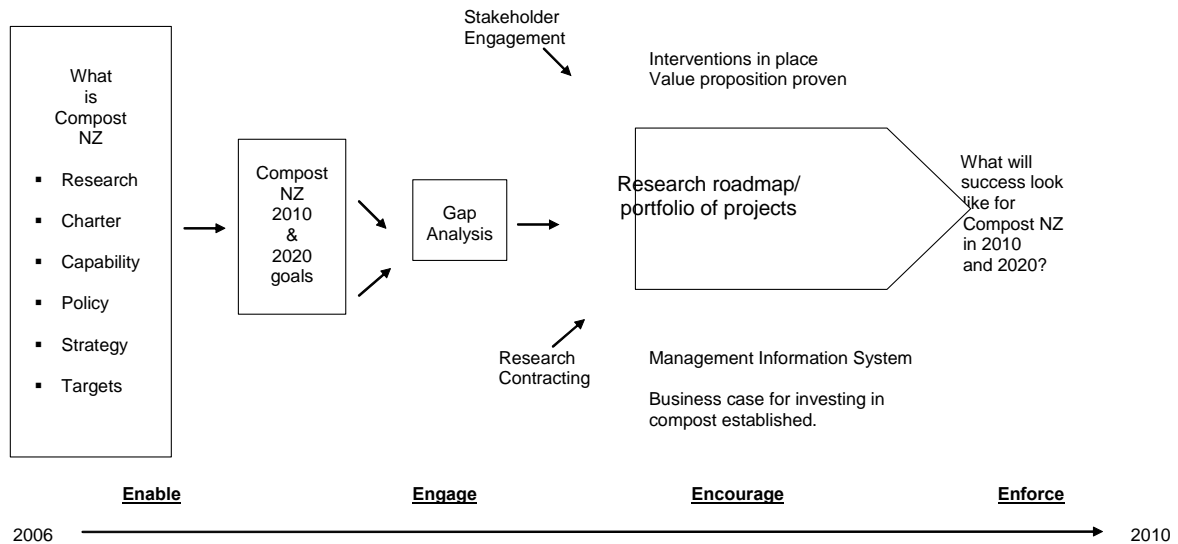 What
is
Compost
NZ
▪ Research
▪ Charter
▪ Capability
▪ Policy
▪ Strategy
▪ Targets
Compost
NZ
2010
&
2020
goals
Gap
Analysis
Stakeholder
Engagement
Research
Contracting
Interventions in place
Value proposition proven
Research roadmap/
portfolio of projects
Management Information System
Business case for investing in
compost established.
What will
success look
like for
Compost NZ
in 2010
and 2020?
Enable Engage Encourage Enforce
2006 2010